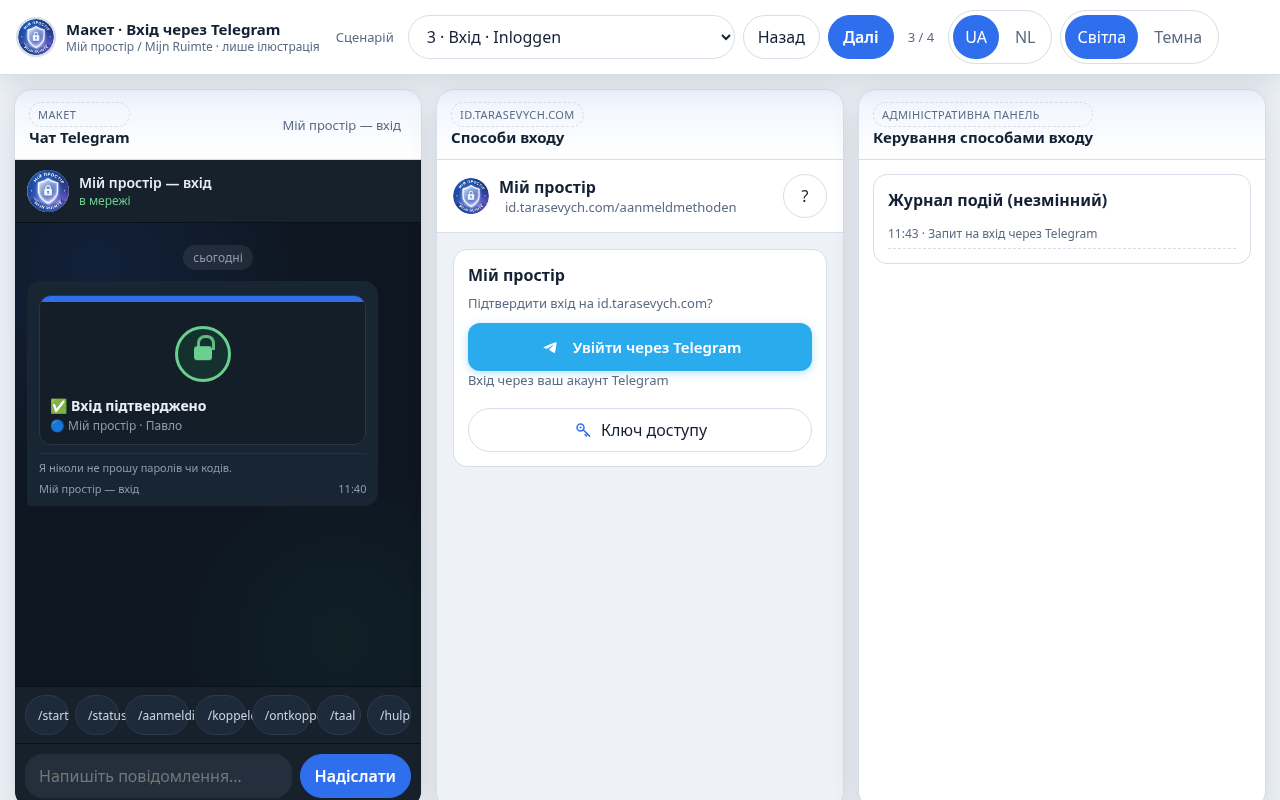 Макет · Вхід через Telegram
Мій простір / Mijn Ruimte · лише ілюстрація
Сценарій
3 · Вхід · Inloggen
Назад
Далі
3 / 4
UA
NL
Світла
Темна
МАКЕТ
Чат Telegram
Мій простір — вхід
Мій простір — вхід
в мережі
сьогодні
✅ Вхід підтверджено
🔵 Мій простір · Павло
Я ніколи не прошу паролів чи кодів.
Мій простір — вхід
11:40
/start
/status
/aanmeldi
/koppel
/ontkopp
/taal
/hulp
Напишіть повідомлення...
Надіслати
ID.TARASEVYCH.COM
Способи входу
Мій простір
id.tarasevych.com/aanmeldmethoden
?
Мій простір
Підтвердити вхід на id.tarasevych.com?
Увійти через Telegram
Вхід через ваш акаунт Telegram
Ключ доступу
АДМІНІСТРАТИВНА ПАНЕЛЬ
Керування способами входу
Журнал подій (незмінний)
11:43 · Запит на вхід через Telegram